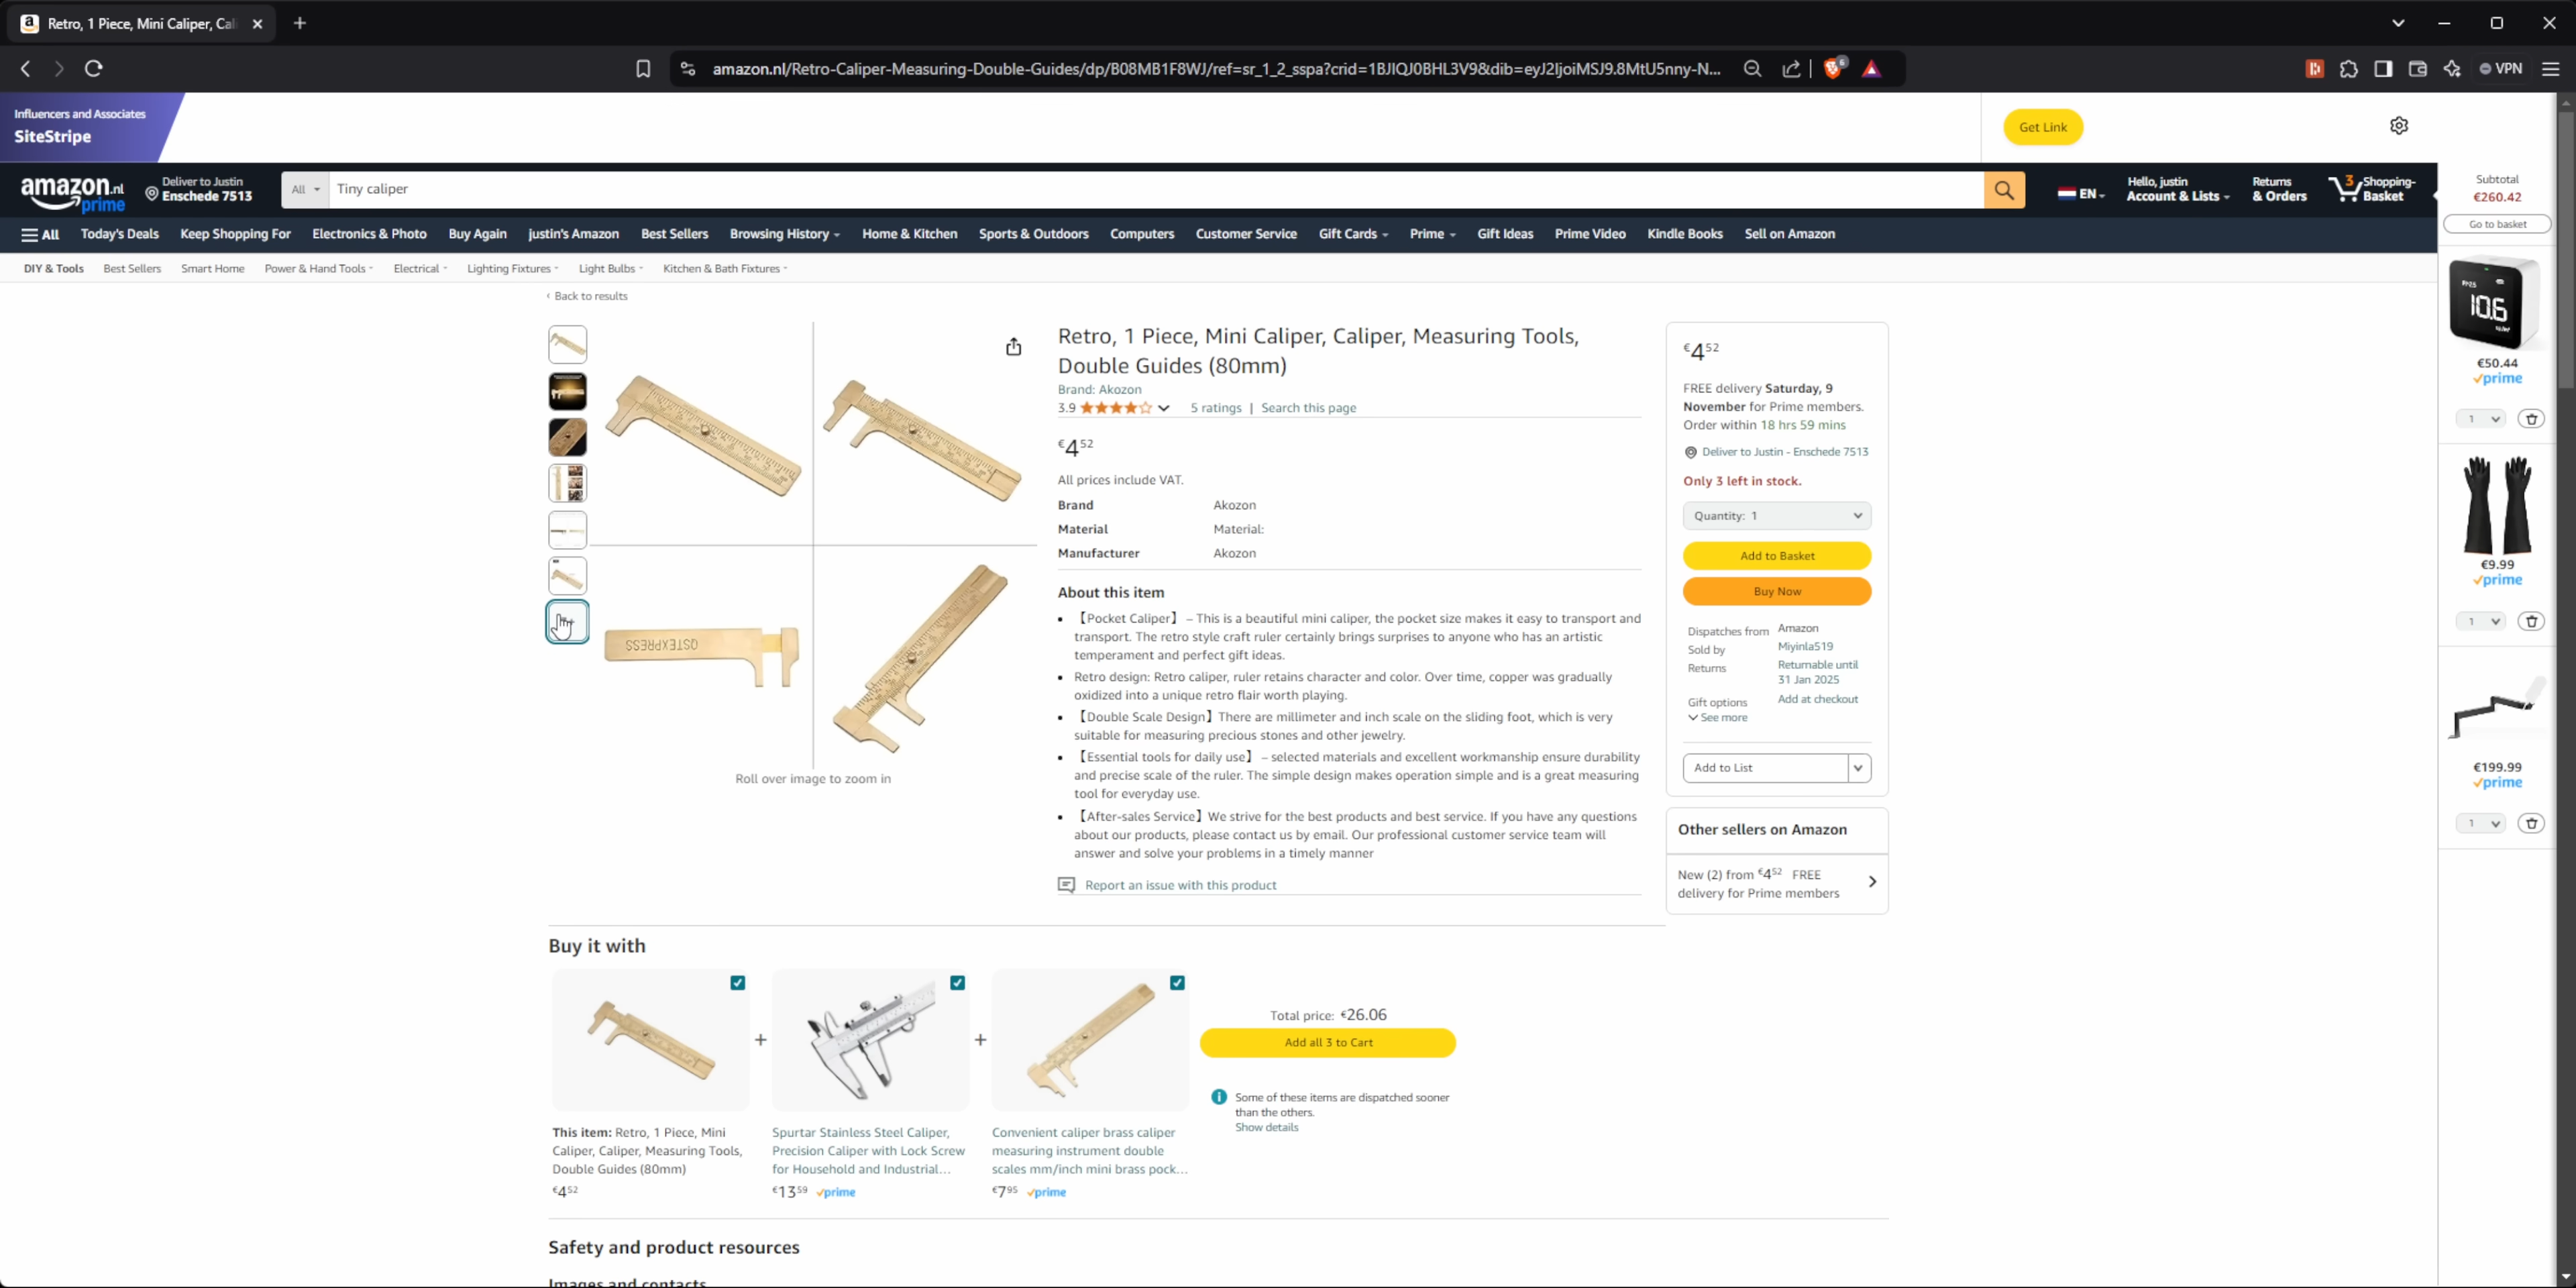 Retro, 1 Piece, Mini Caliper, Cal
amazon.nl/Retro-Caliper-Measuring-Double-Guides/dp/B08MB1F8WJ/ref=sr_1_2_sspa?crid=1BJIQJ0BHL3V9&dib=eyJ2IjoiMSJ9.8MtU5nny-N...
6
VPN
Influencers and Associates
SiteStripe
Get Link
amazon.nl
prime
Deliver to Justin
Enschede 7513
All
Tiny caliper
EN
Hello, justin
Account & Lists
Returns
& Orders
3
Shopping-
Basket
All
Today's Deals
Keep Shopping For
Electronics & Photo
Buy Again
justin's Amazon
Best Sellers
Browsing History
Home & Kitchen
Sports & Outdoors
Computers
Customer Service
Gift Cards
Prime
Gift Ideas
Prime Video
Kindle Books
Sell on Amazon
DIY & Tools
Best Sellers
Smart Home
Power & Hand Tools
Electrical
Lighting Fixtures
Light Bulbs
Kitchen & Bath Fixtures
‹ Back to results
QSTEXPRESS
Roll over image to zoom in
Retro, 1 Piece, Mini Caliper, Caliper, Measuring Tools,
Double Guides (80mm)
Brand: Akozon
3.9
5 ratings | Search this page
€4 52
All prices include VAT.
Brand Akozon
Material Material:
Manufacturer Akozon
About this item
• 【Pocket Caliper】 – This is a beautiful mini caliper, the pocket size makes it easy to transport and
transport. The retro style craft ruler certainly brings surprises to anyone who has an artistic
temperament and perfect gift ideas.
• Retro design: Retro caliper, ruler retains character and color. Over time, copper was gradually
oxidized into a unique retro flair worth playing.
• 【Double Scale Design】There are millimeter and inch scale on the sliding foot, which is very
suitable for measuring precious stones and other jewelry.
• 【Essential tools for daily use】 – selected materials and excellent workmanship ensure durability
and precise scale of the ruler. The simple design makes operation simple and is a great measuring
tool for everyday use.
• 【After-sales Service】We strive for the best products and best service. If you have any questions
about our products, please contact us by email. Our professional customer service team will
answer and solve your problems in a timely manner
Report an issue with this product
€4 52
FREE delivery Saturday, 9
November for Prime members.
Order within 18 hrs 59 mins
Deliver to Justin - Enschede 7513
Only 3 left in stock.
Quantity: 1
Add to Basket
Buy Now
Dispatches from Amazon
Sold by Miyinla519
Returns Returnable until
31 Jan 2025
Gift options Add at checkout
See more
Add to List
Other sellers on Amazon
New (2) from €4 52 FREE
delivery for Prime members
Subtotal
€260.42
Go to basket
PM2.5
10.6
€50.44
prime
1
€9.99
prime
1
€199.99
prime
1
Buy it with
+
+
This item: Retro, 1 Piece, Mini
Caliper, Caliper, Measuring Tools,
Double Guides (80mm)
€4 52
Spurtar Stainless Steel Caliper,
Precision Caliper with Lock Screw
for Household and Industrial...
€13 59 prime
Convenient caliper brass caliper
measuring instrument double
scales mm/inch mini brass pock...
€7 95 prime
Total price: €26.06
Add all 3 to Cart
Some of these items are dispatched sooner
than the others.
Show details
Safety and product resources
Images and contacts